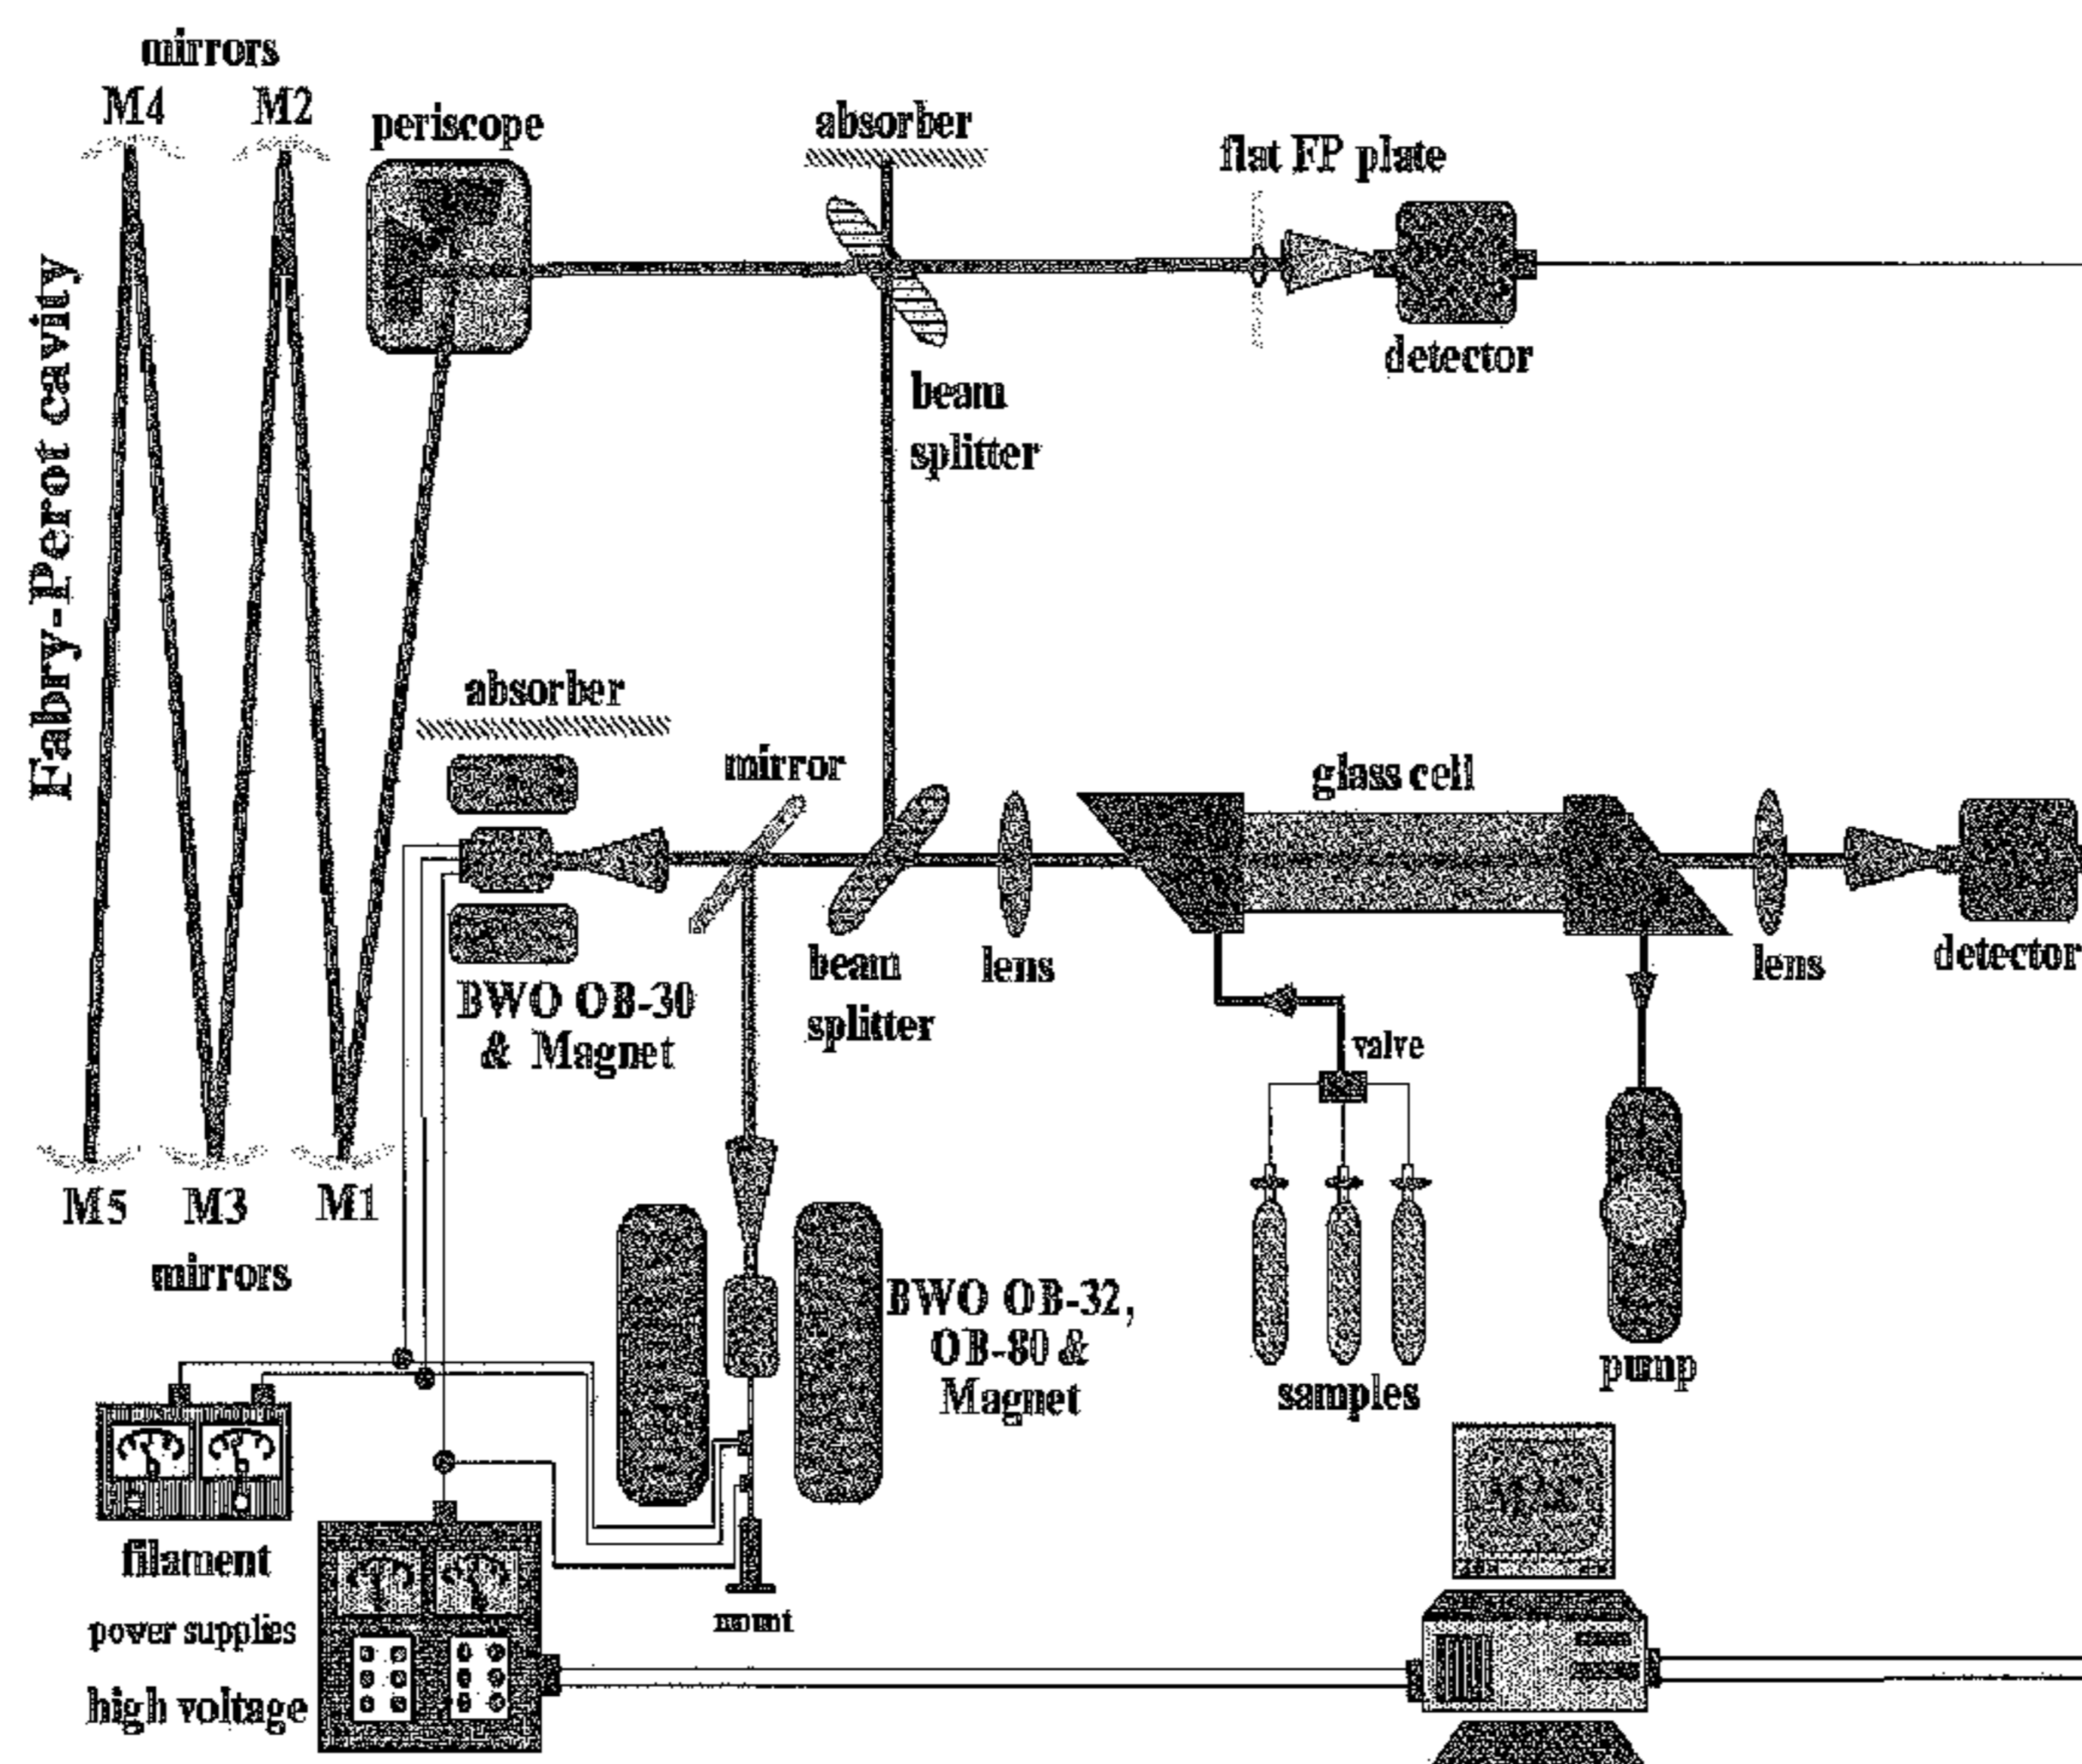 mirrors
M4
M2
periscope
absorber
flat FP plate
detector
beam
splitter
Fabry-Perot cavity
absorber
mirror
glass cell
beam
splitter
lens
lens
detector
BWO OB-30
& Magnet
valve
M5
M3
M1
mirrors
BWO OB-32,
OB-80 &
Magnet
samples
pump
filament
power supplies
high voltage
mount